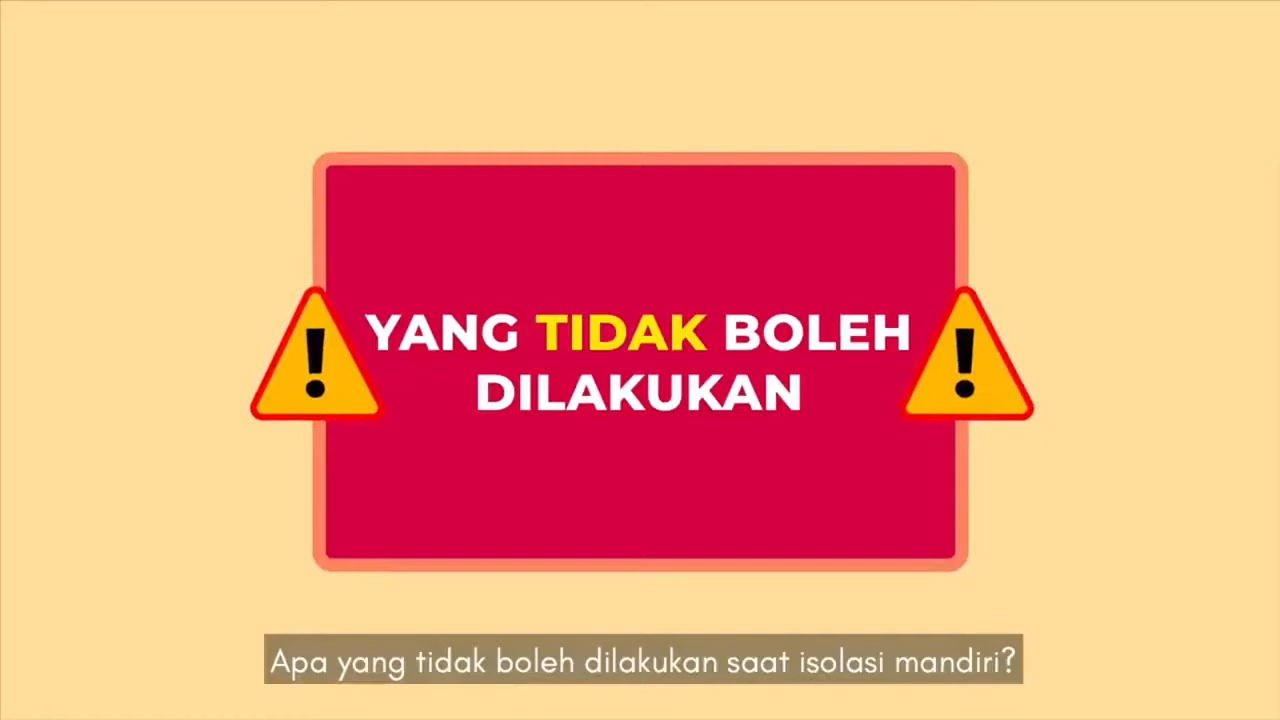 YANG TIDAK BOLEH
DILAKUKAN
Apa yang tidak boleh dilakukan saat isolasi mandiri?